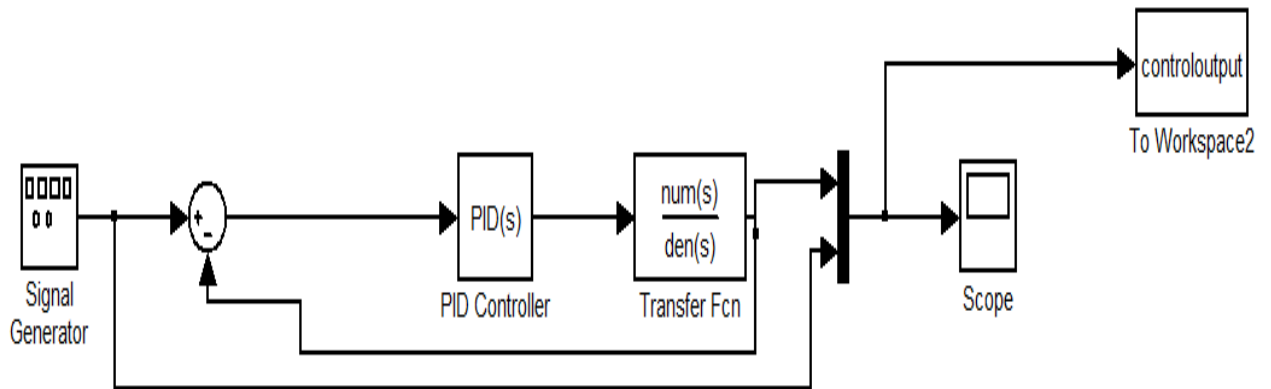 controloutput
To Workspace2
Signal
Generator
+
−
PID(s)
PID Controller
num(s)
den(s)
Transfer Fcn
Scope